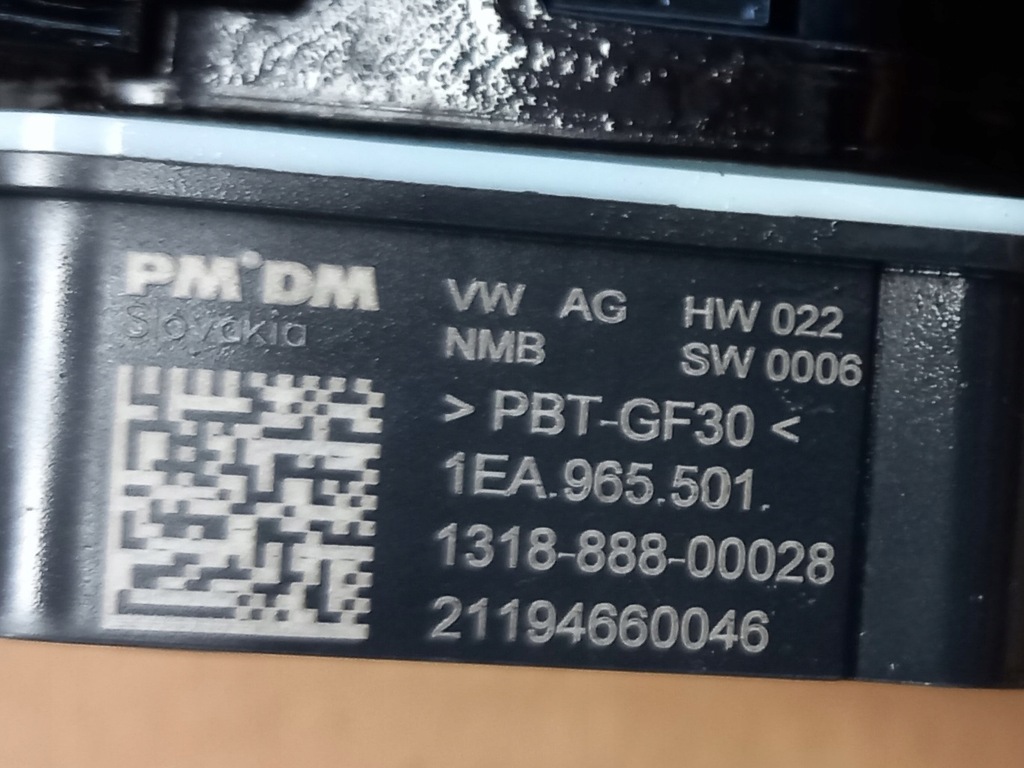 PM°DM
Slovakia
VW AG HW 022
NMB SW 0006
> PBT-GF30 <
1EA.965.501.
1318-888-00028
21194660046